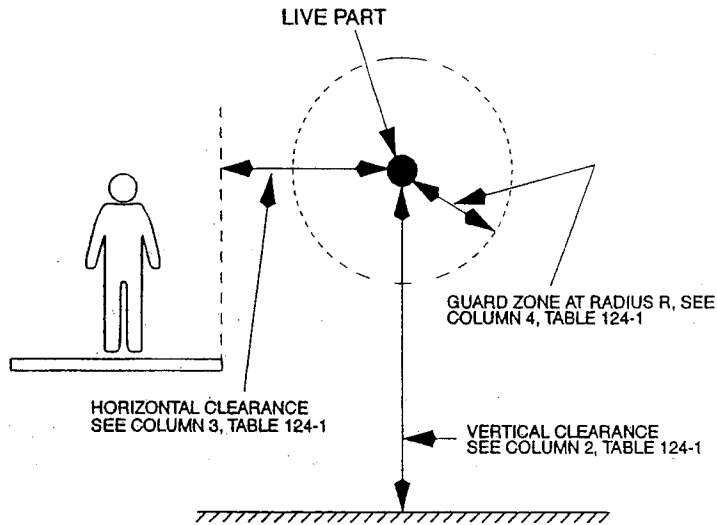 LIVE PART
GUARD ZONE AT RADIUS R, SEE
COLUMN 4, TABLE 124-1
HORIZONTAL CLEARANCE
SEE COLUMN 3, TABLE 124-1
VERTICAL CLEARANCE
SEE COLUMN 2, TABLE 124-1